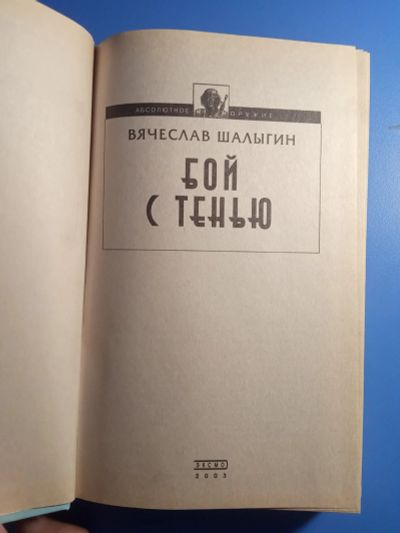 АБСОЛЮТНОЕ ОРУЖИЕ
ВЯЧЕСЛАВ ШАЛЫГИН
БОЙ
С ТЕНЬЮ
ЭКСМО
2003